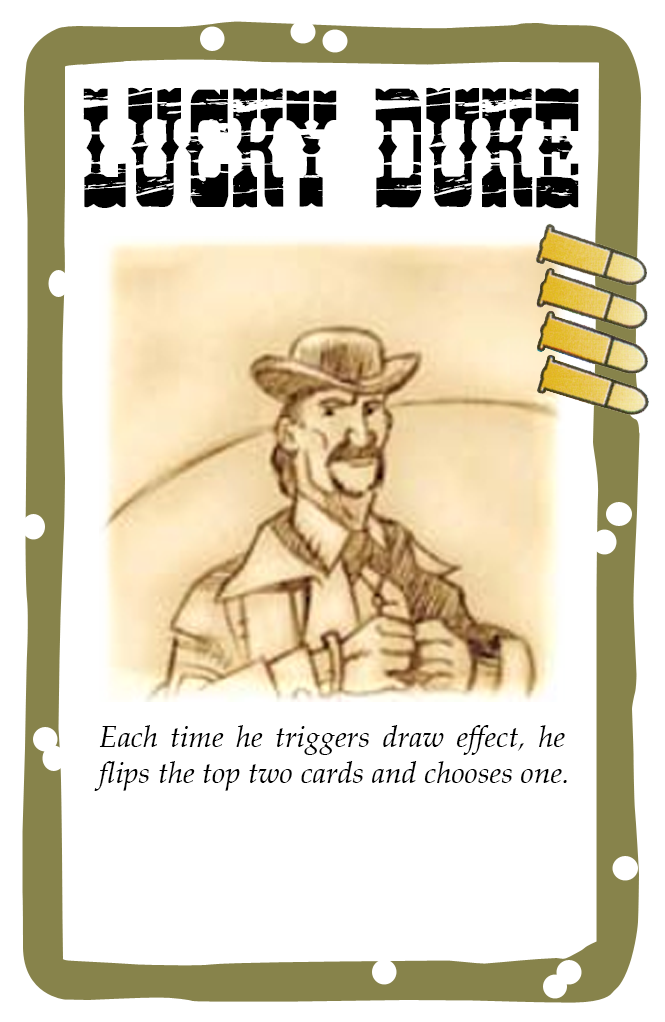 LUCKY DUKE
Each time he triggers draw effect, he
flips the top two cards and chooses one.